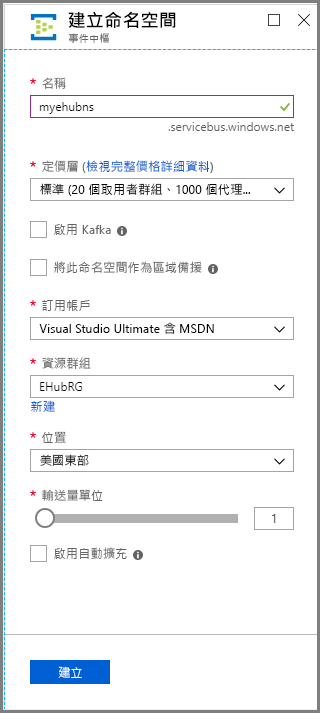 建立命名空間
事件中樞
* 名稱
myehubns
.servicebus.windows.net
* 定價層 (檢視完整價格詳細資料)
標準 (20 個取用者群組、1000 個代理...
啟用 Kafka
將此命名空間作為區域備援
* 訂用帳戶
Visual Studio Ultimate 含 MSDN
* 資源群組
EHubRG
新建
* 位置
美國東部
* 輸送量單位
1
啟用自動擴充
建立